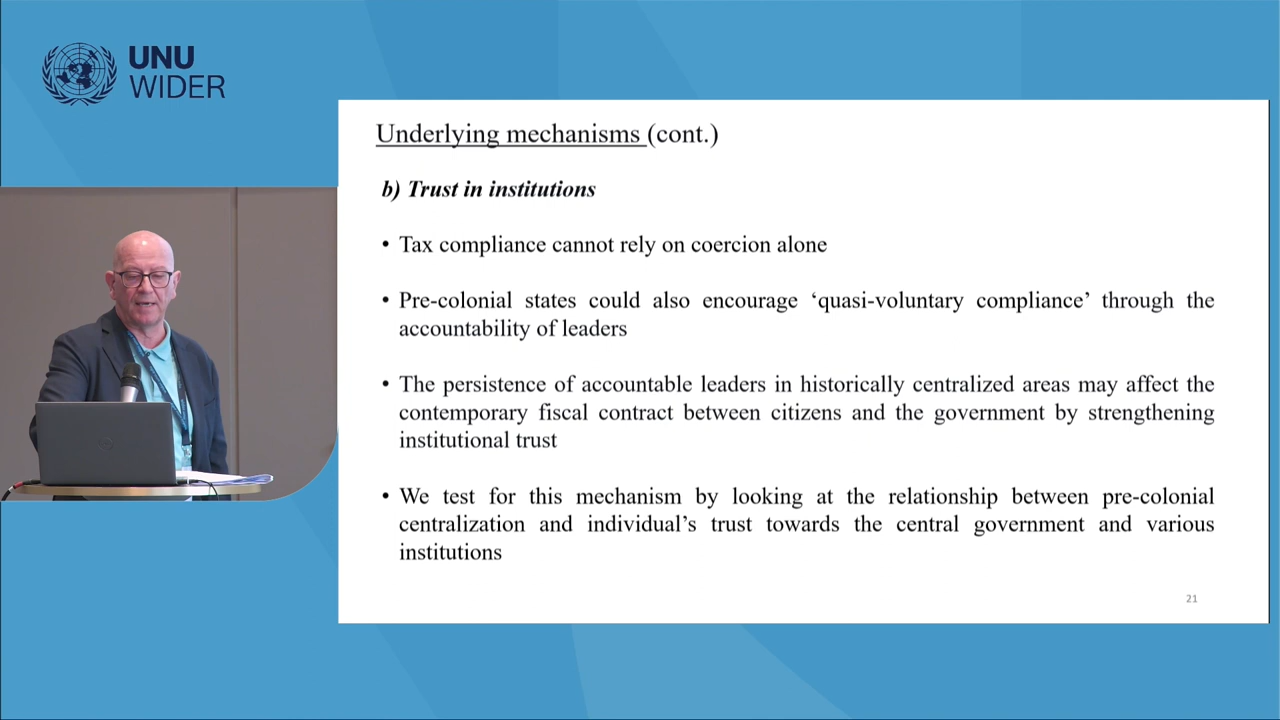 UNU
WIDER
Underlying mechanisms (cont.)
b) Trust in institutions
• Tax compliance cannot rely on coercion alone
• Pre-colonial states could also encourage ‘quasi-voluntary compliance’ through the
accountability of leaders
• The persistence of accountable leaders in historically centralized areas may affect the
contemporary fiscal contract between citizens and the government by strengthening
institutional trust
• We test for this mechanism by looking at the relationship between pre-colonial
centralization and individual’s trust towards the central government and various
institutions
21